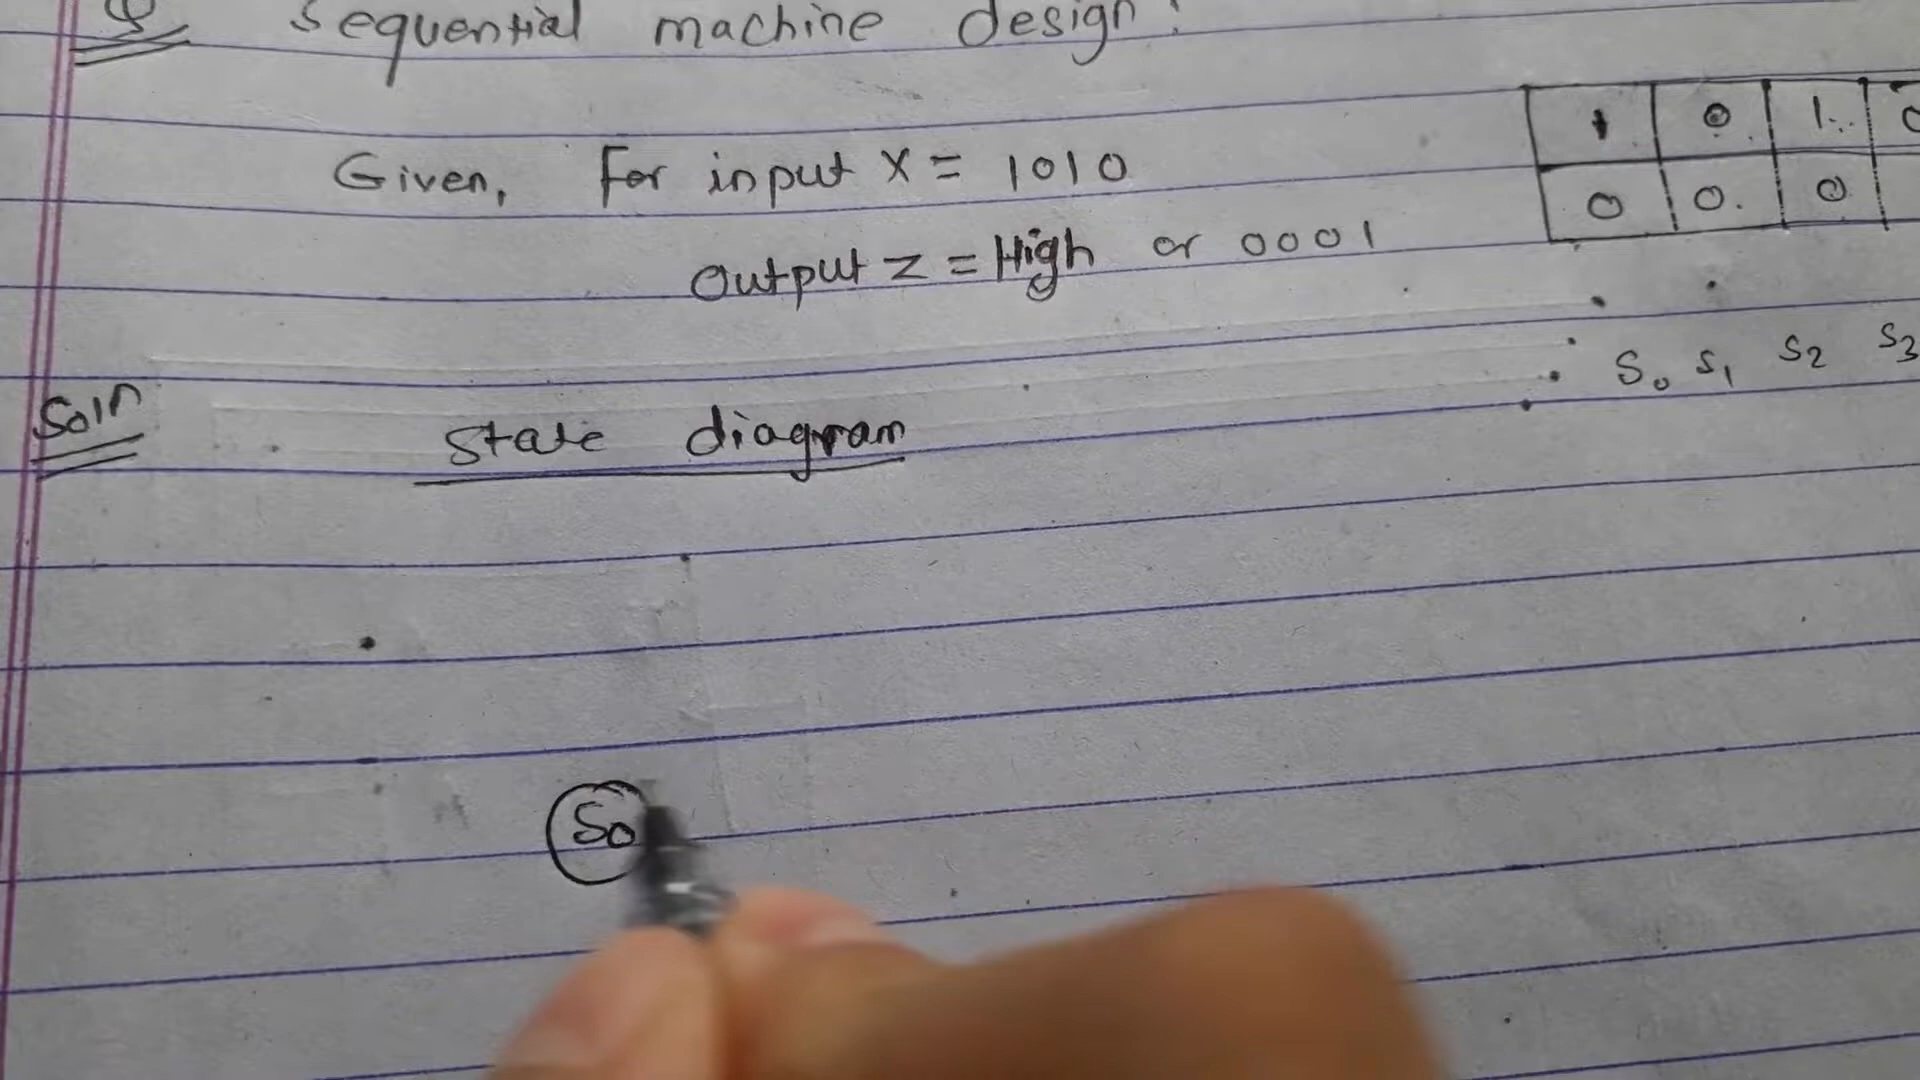 Q Sequential machine design:
Given, For input X = 1010
Output Z = High or 0001
1 0 1 0
0 0 0
S0 S1 S2 S3
Soln State diagram
S0